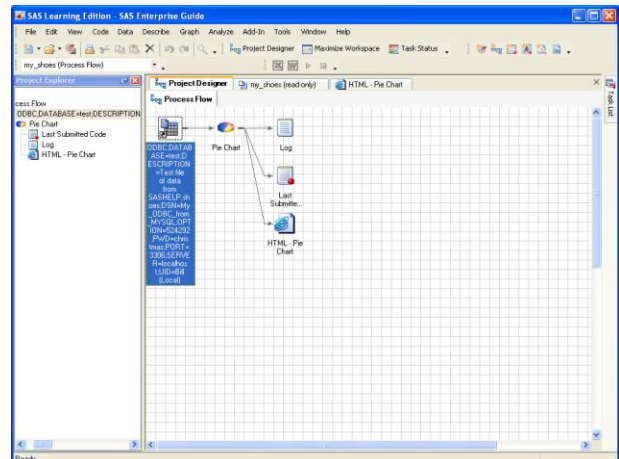 SAS Learning Edition - SAS Enterprise Guide
File Edit View Code Data Describe Graph Analyze Add-In Tools Window Help
Project Designer Maximize Workspace Task Status
my_shoes (Process Flow)
Project Explorer
Project Designer my_shoes (read-only) HTML - Pie Chart
Task List
Process Flow
cess Flow
ODBC;DATABASE=test;DESCRIPTION
Pie Chart
Last Submitted Code
Log
HTML - Pie Chart
ODBC;DATAB
ASE=test;D
ESCRIPTION
=Test file
of data
from
SASHELP.sh
oes;DSN=My
_ODBC_from
_MYSQL;OPT
ION=524292
;PWD=chris
tmas;PORT=
3306;SERVE
R=localhos
t;UID=Bill
(Local)
Pie Chart
Log
Last
Submitte...
HTML - Pie
Chart
Ready